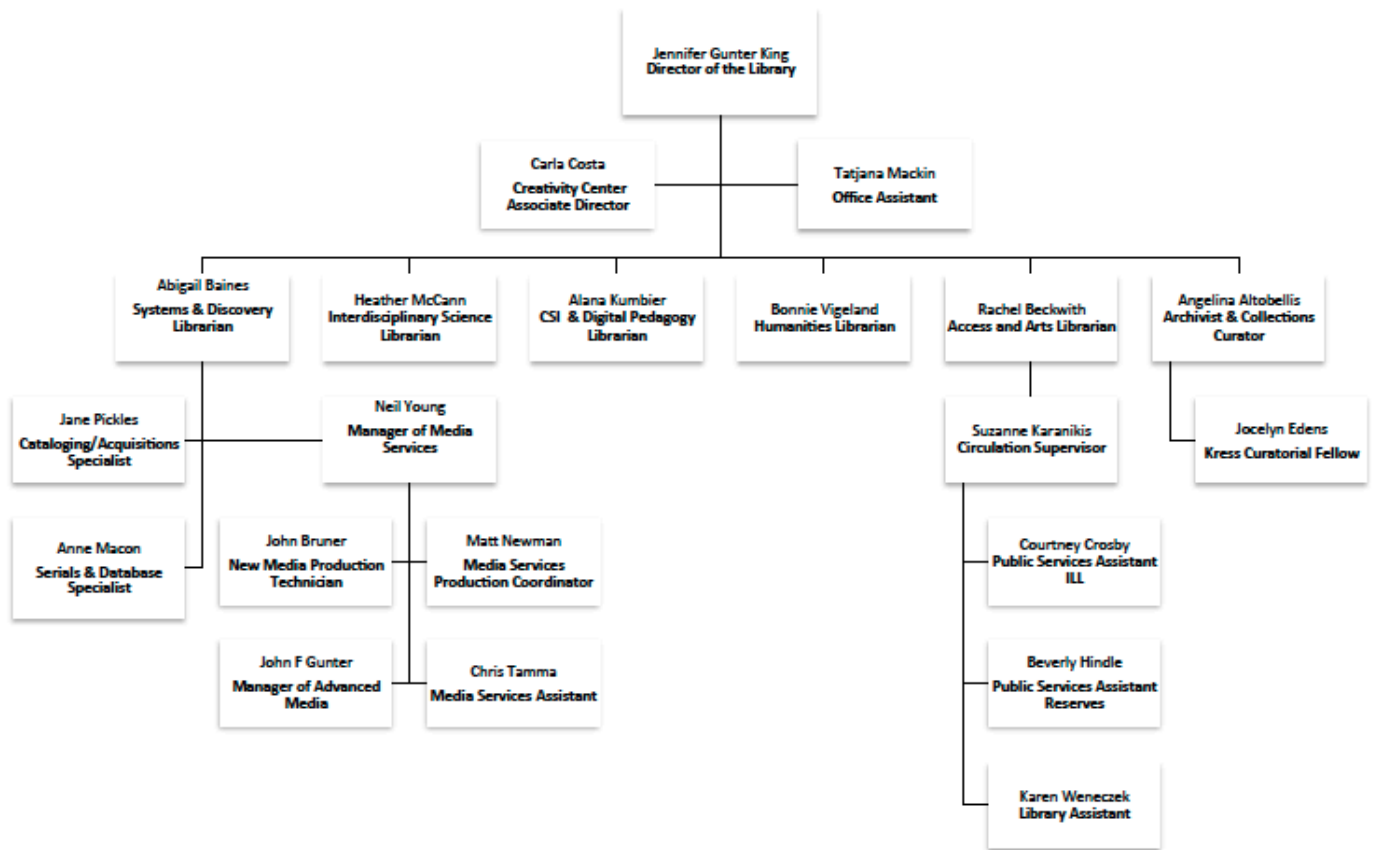 Jennifer Gunter King
Director of the Library
Carla Costa
Creativity Center
Associate Director
Tatjana Mackin
Office Assistant
Abigail Baines
Systems & Discovery
Librarian
Heather McCann
Interdisciplinary Science
Librarian
Alana Kumbier
CSI & Digital Pedagogy
Librarian
Bonnie Vigeland
Humanities Librarian
Rachel Beckwith
Access and Arts Librarian
Angelina Altobellis
Archivist & Collections
Curator
Jane Pickles
Cataloging/Acquisitions
Specialist
Neil Young
Manager of Media
Services
Suzanne Karanikis
Circulation Supervisor
Jocelyn Edens
Kress Curatorial Fellow
Anne Macon
Serials & Database
Specialist
John Bruner
New Media Production
Technician
Matt Newman
Media Services
Production Coordinator
Courtney Crosby
Public Services Assistant
ILL
John F Gunter
Manager of Advanced
Media
Chris Tamma
Media Services Assistant
Beverly Hindle
Public Services Assistant
Reserves
Karen Weneczek
Library Assistant